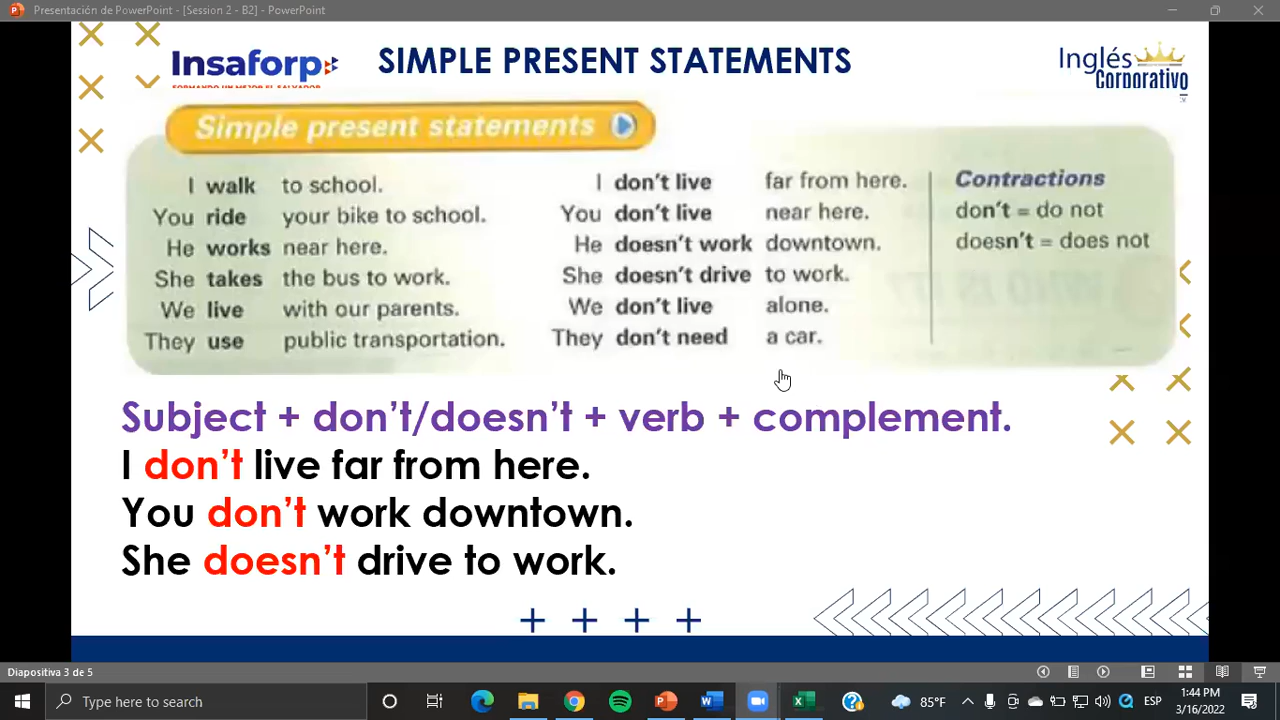 Presentación de PowerPoint - [Session 2 - B2] - PowerPoint
Insaforp
FORMANDO UN MEJOR EL SALVADOR
SIMPLE PRESENT STATEMENTS
Inglés
Corporativo
Simple present statements
I walk to school.
You ride your bike to school.
He works near here.
She takes the bus to work.
We live with our parents.
They use public transportation.
I don't live far from here.
You don't live near here.
He doesn't work downtown.
She doesn't drive to work.
We don't live alone.
They don't need a car.
Contractions
don't = do not
doesn't = does not
Subject + don't/doesn't + verb + complement.
I don't live far from here.
You don't work downtown.
She doesn't drive to work.
Diapositiva 3 de 5
Type here to search
85°F
ESP
1:44 PM
3/16/2022